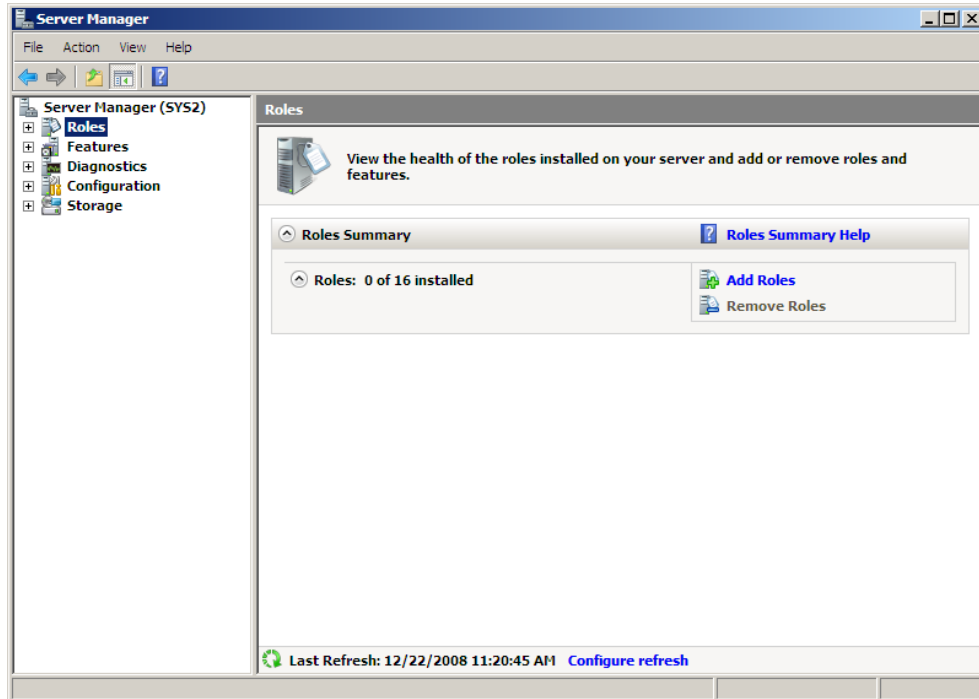 Server Manager
File Action View Help
Server Manager (SYS2)
Roles
Features
Diagnostics
Configuration
Storage
Roles
View the health of the roles installed on your server and add or remove roles and
features.
Roles Summary
Roles Summary Help
Roles: 0 of 16 installed
Add Roles
Remove Roles
Last Refresh: 12/22/2008 11:20:45 AM Configure refresh